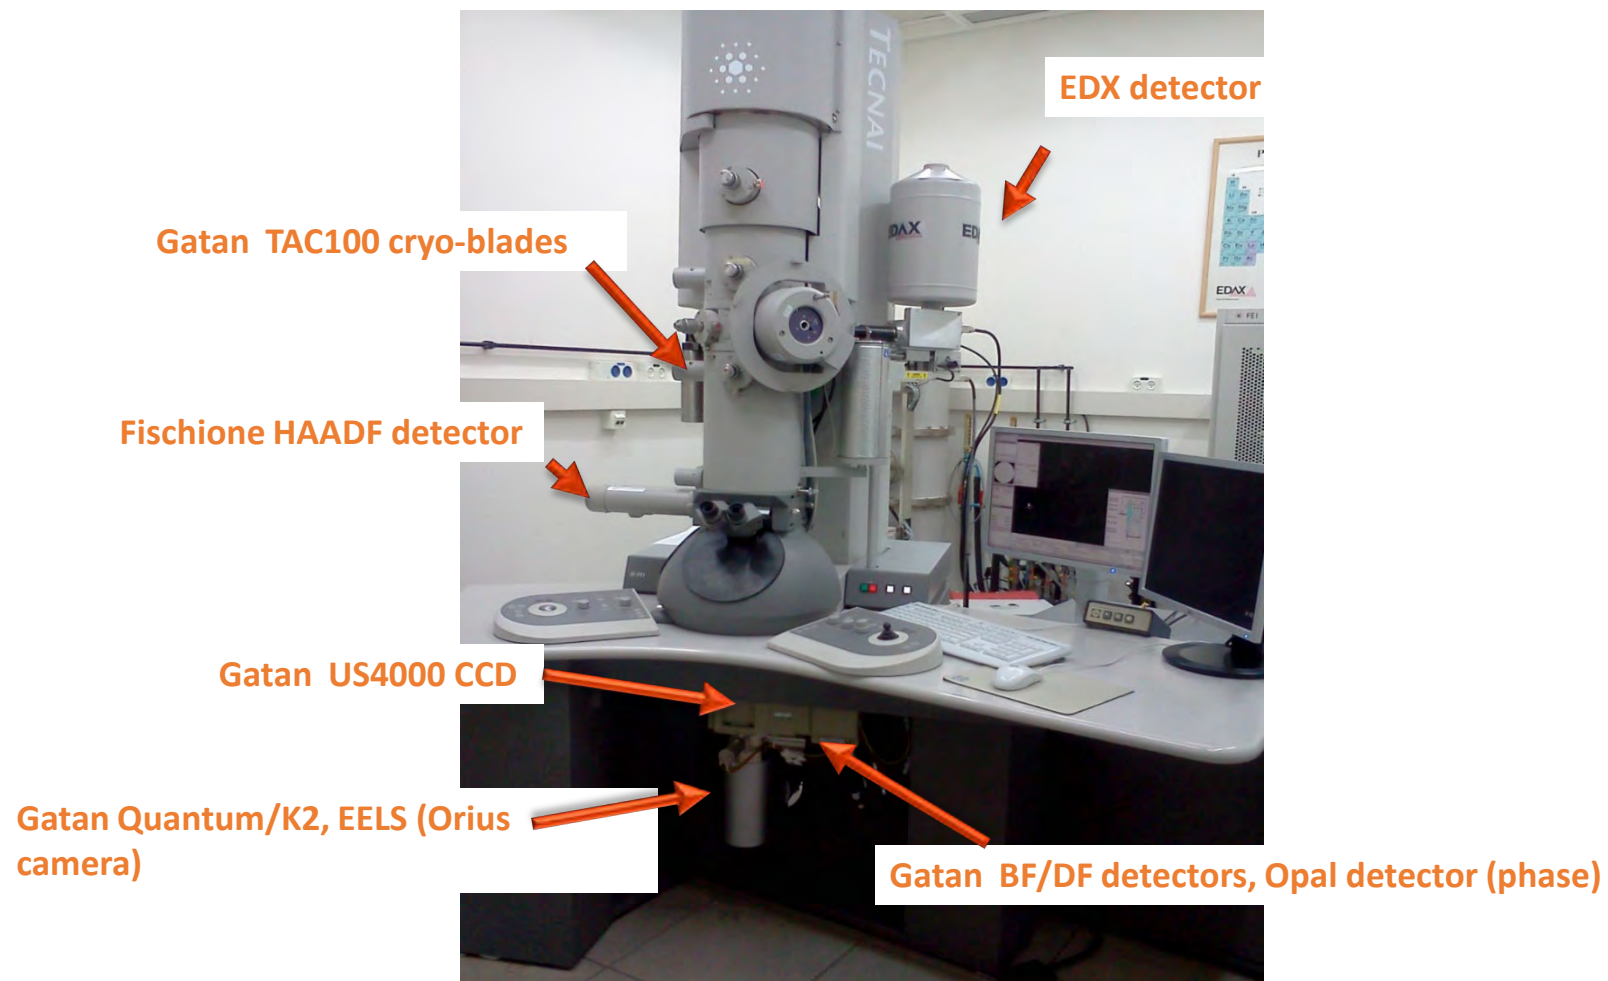 TECNAI
EDX detector
EDAX
Gatan  TAC100 cryo-blades
EDAX
FEI
Fischione HAADF detector
Gatan  US4000 CCD
Gatan Quantum/K2, EELS (Orius
camera)
Gatan  BF/DF detectors, Opal detector (phase)